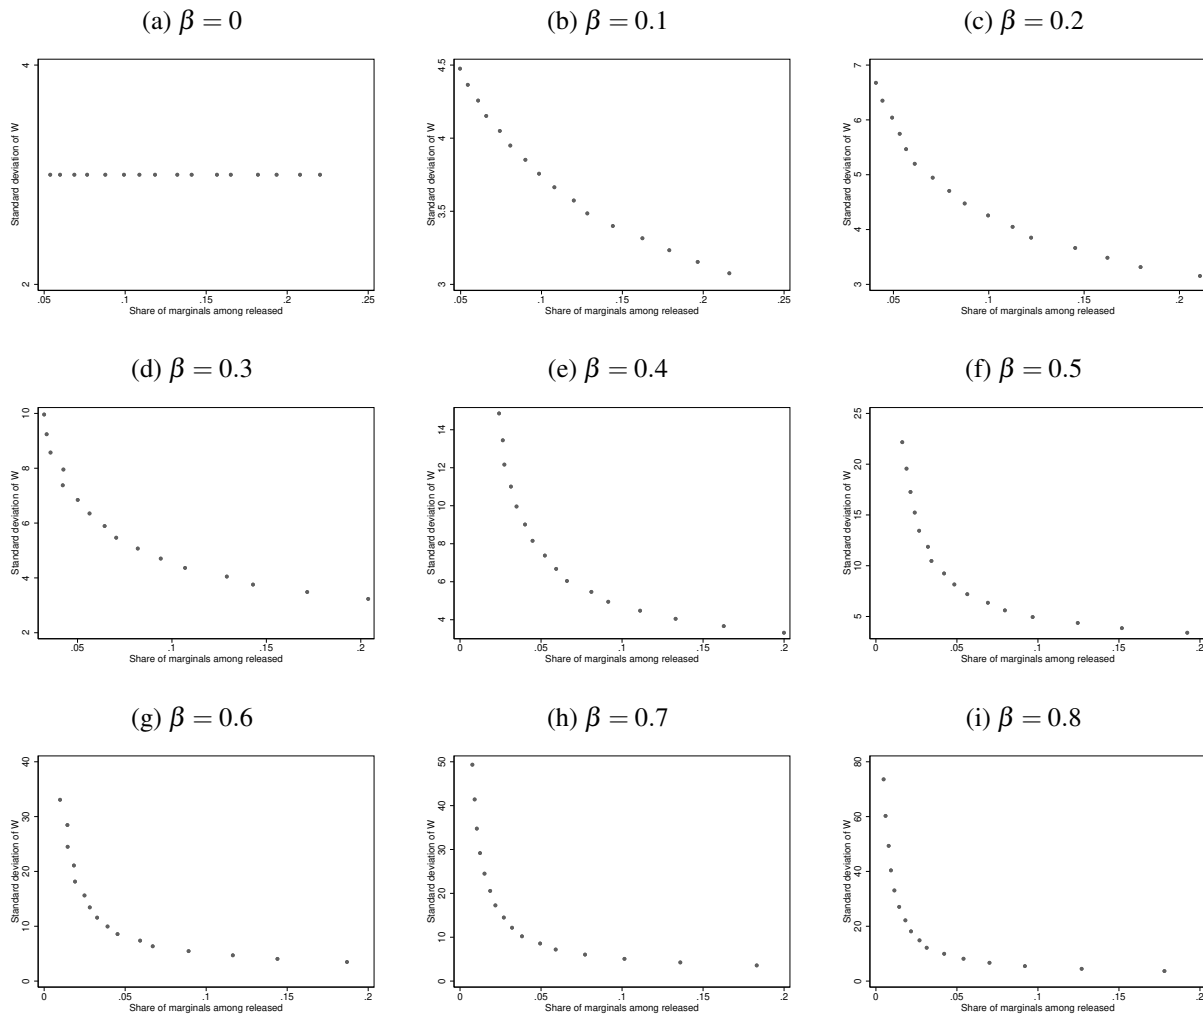 (a) β = 0
(b) β = 0.1
(c) β = 0.2
Standard deviation of W
2
4
.05 .1 .15 .2 .25
Share of marginals among released
Standard deviation of W
3
3.5
4
4.5
.05 .1 .15 .2 .25
Share of marginals among released
Standard deviation of W
3
4
5
6
7
.05 .1 .15 .2
Share of marginals among released
(d) β = 0.3
(e) β = 0.4
(f) β = 0.5
Standard deviation of W
2
4
6
8
10
.05 .1 .15 .2
Share of marginals among released
Standard deviation of W
4
6
8
10
12
14
0 .05 .1 .15 .2
Share of marginals among released
Standard deviation of W
5
10
15
20
25
0 .05 .1 .15 .2
Share of marginals among released
(g) β = 0.6
(h) β = 0.7
(i) β = 0.8
Standard deviation of W
0
10
20
30
40
0 .05 .1 .15 .2
Share of marginals among released
Standard deviation of W
0
10
20
30
40
50
0 .05 .1 .15 .2
Share of marginals among released
Standard deviation of W
0
20
40
60
80
0 .05 .1 .15 .2
Share of marginals among released